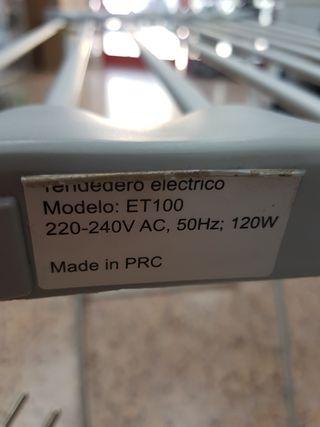 Tendedero electrico
Modelo: ET100
220-240V AC, 50Hz; 120W
Made in PRC